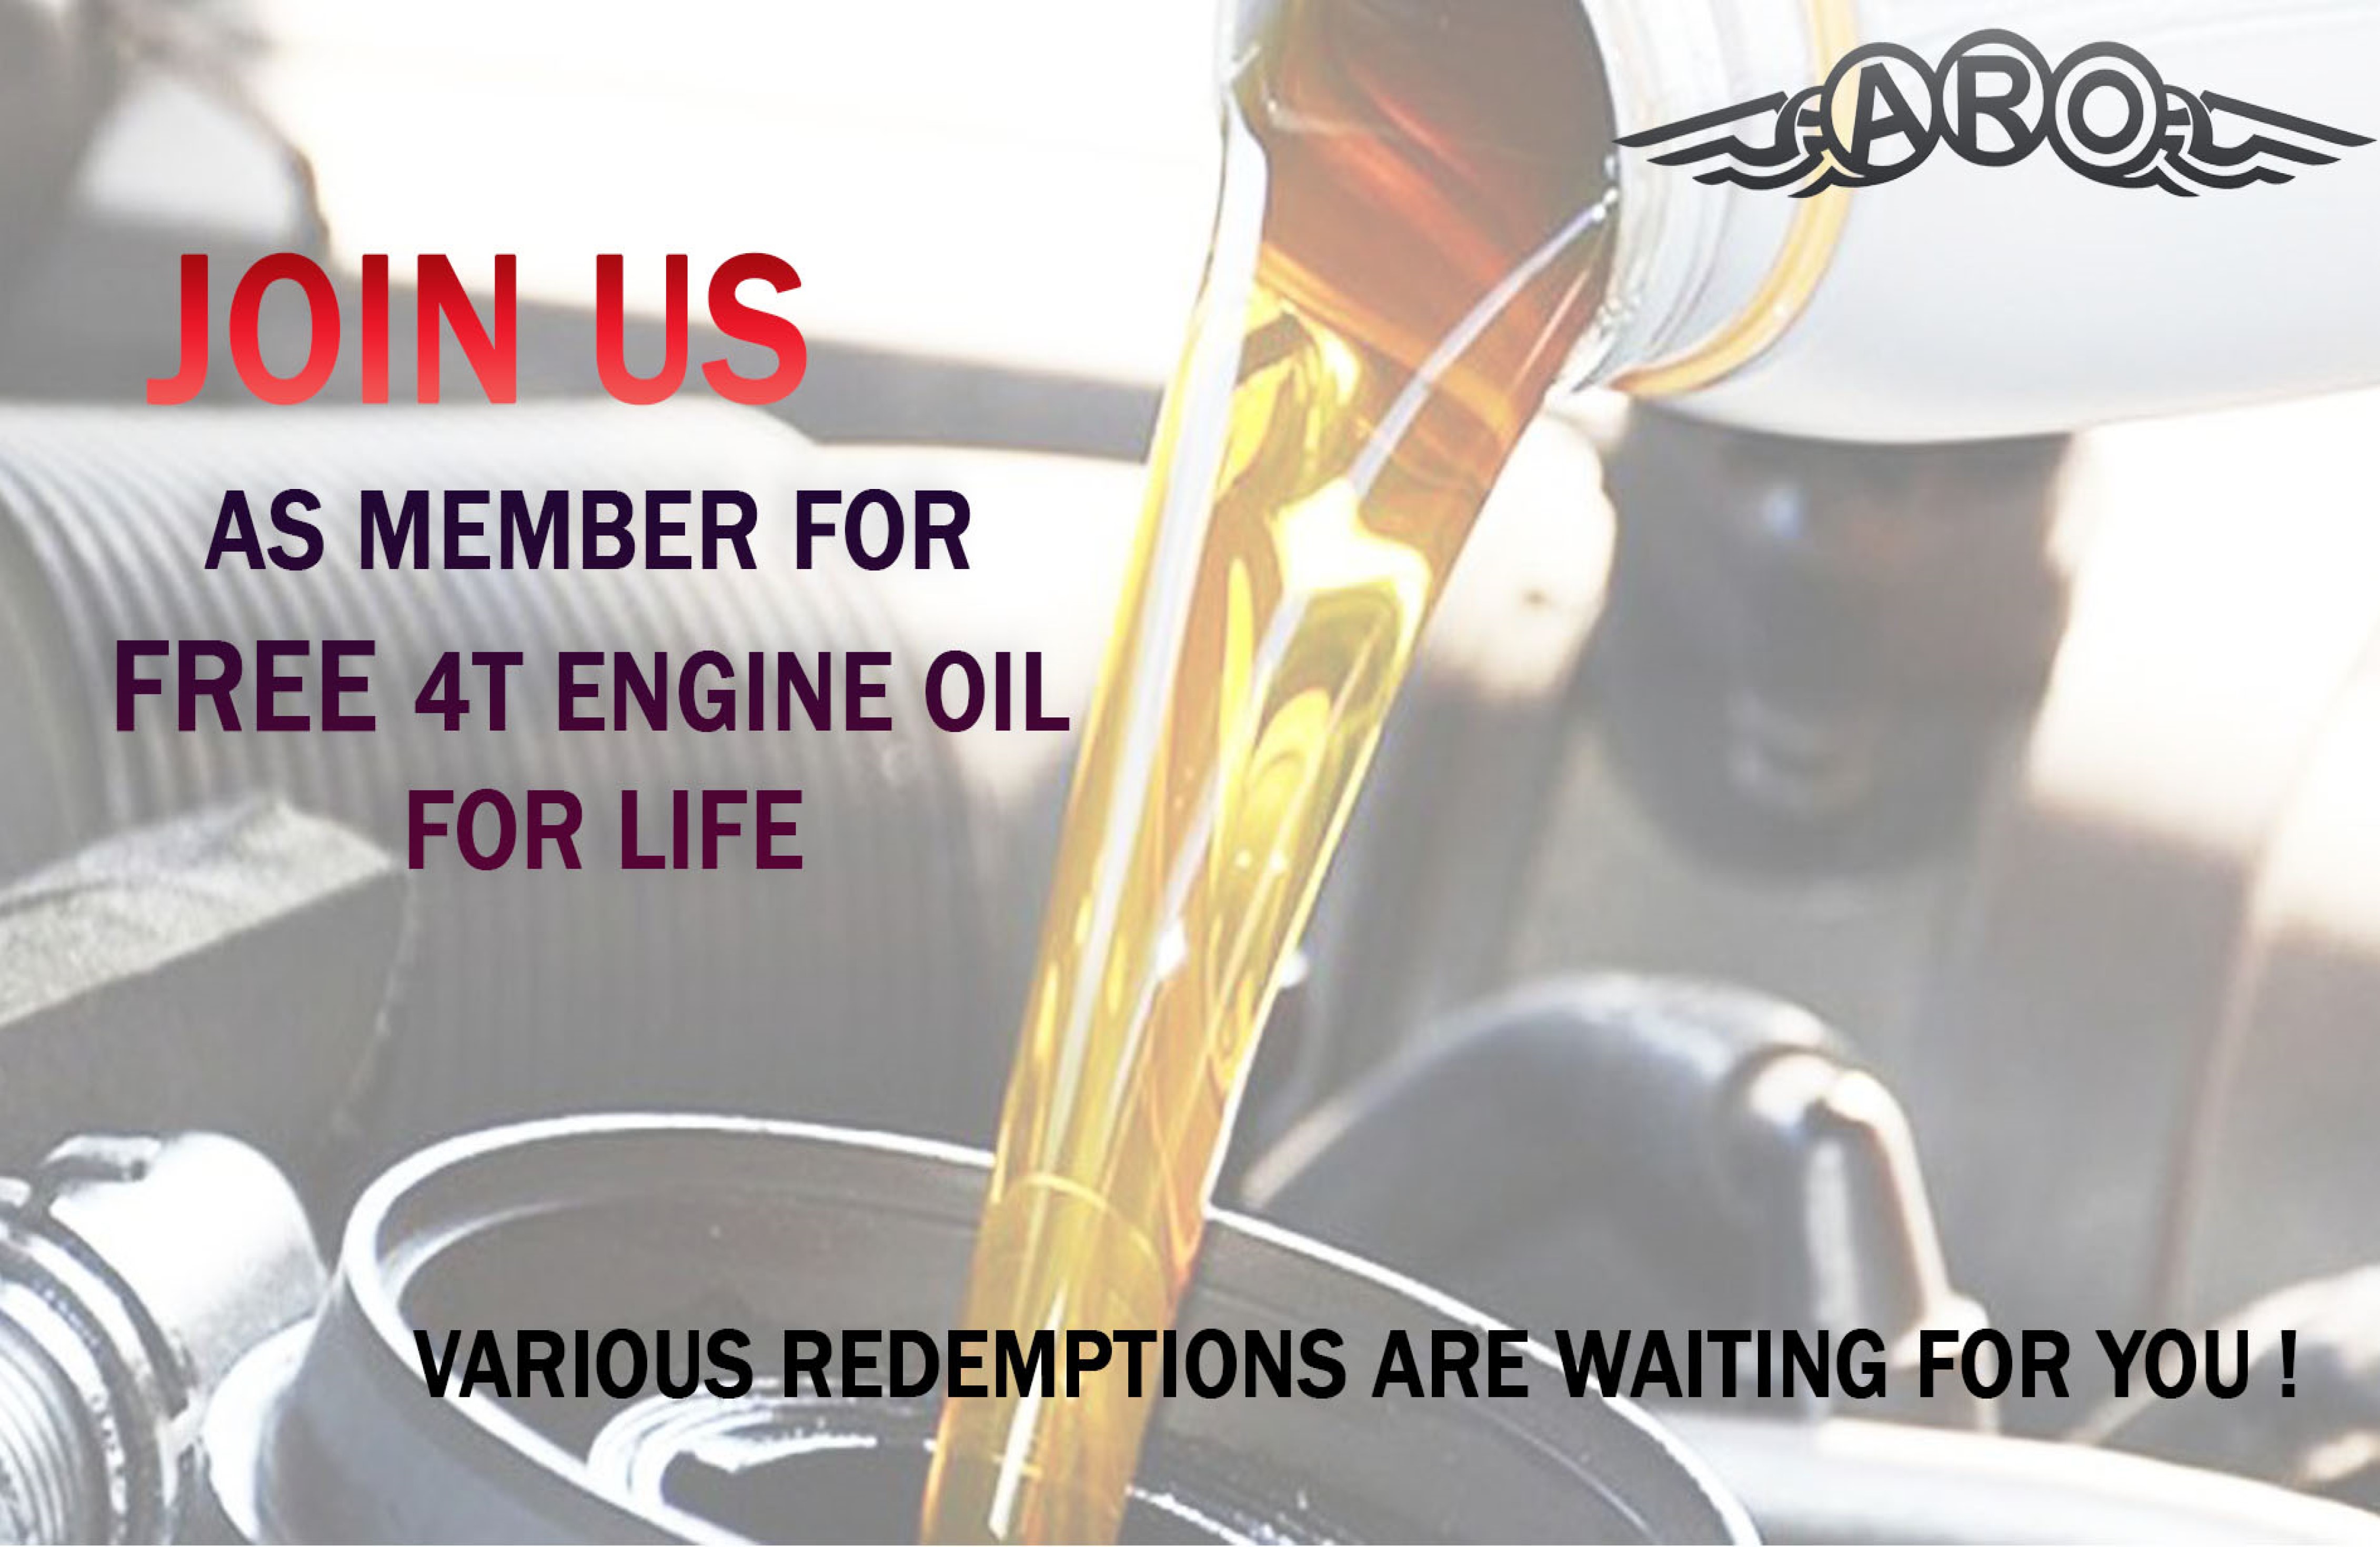 ARO
JOIN US
AS MEMBER FOR
FREE 4T ENGINE OIL
FOR LIFE
VARIOUS REDEMPTIONS ARE WAITING FOR YOU !